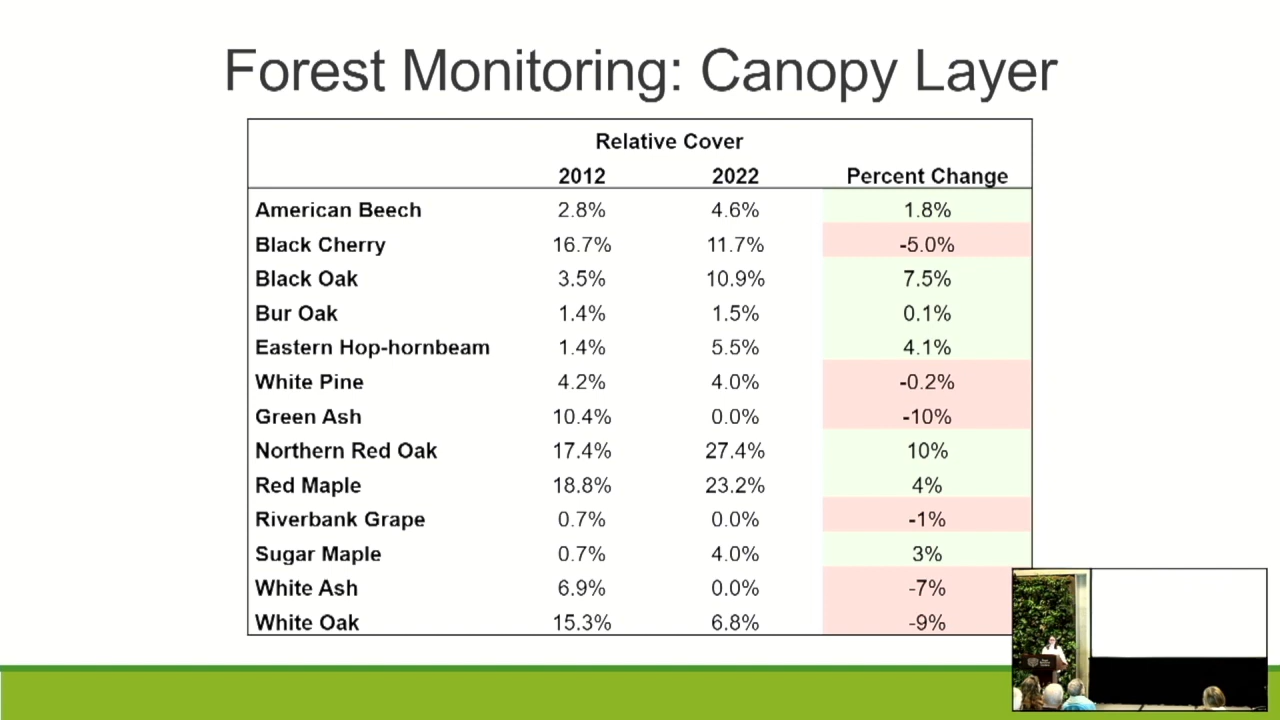 Forest Monitoring: Canopy Layer
Relative Cover
2012 2022 Percent Change
American Beech 2.8% 4.6% 1.8%
Black Cherry 16.7% 11.7% -5.0%
Black Oak 3.5% 10.9% 7.5%
Bur Oak 1.4% 1.5% 0.1%
Eastern Hop-hornbeam 1.4% 5.5% 4.1%
White Pine 4.2% 4.0% -0.2%
Green Ash 10.4% 0.0% -10%
Northern Red Oak 17.4% 27.4% 10%
Red Maple 18.8% 23.2% 4%
Riverbank Grape 0.7% 0.0% -1%
Sugar Maple 0.7% 4.0% 3%
White Ash 6.9% 0.0% -7%
White Oak 15.3% 6.8% -9%